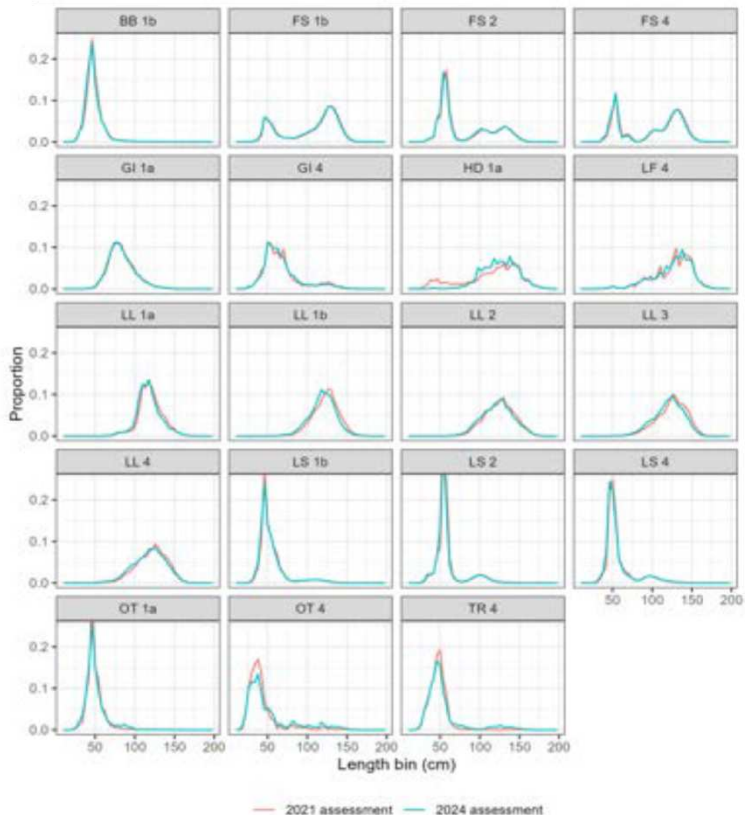 BB 1b FS 1b FS 2 FS 4
0.2
0.1
0.0
GI 1a GI 4 HD 1a LF 4
0.2
0.1
0.0
LL 1a LL 1b LL 2 LL 3
0.2
0.1
0.0
LL 4 LS 1b LS 2 LS 4
0.2
0.1
0.0
50 100 150 200
OT 1a OT 4 TR 4
0.2
0.1
0.0
50 100 150 200 50 100 150 200 50 100 150 200
Proportion
Length bin (cm)
2021 assessment 2024 assessment